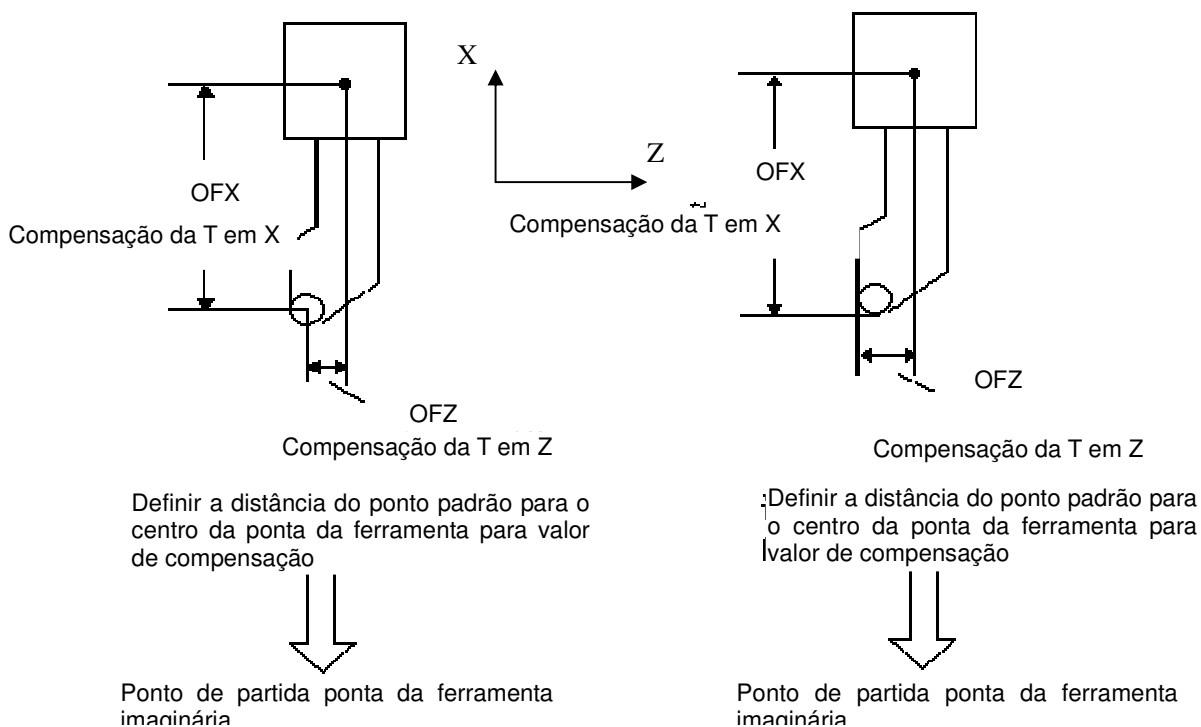 X
Z
OFX
Compensação da T em X
OFZ
Compensação da T em Z
Definir a distância do ponto padrão para o
centro da ponta da ferramenta para valor
de compensação
Ponto de partida ponta da ferramenta
imaginária
OFX
Compensação da T em X
OFZ
Compensação da T em Z
Definir a distância do ponto padrão para
o centro da ponta da ferramenta para
valor de compensação
Ponto de partida ponta da ferramenta
imaginária